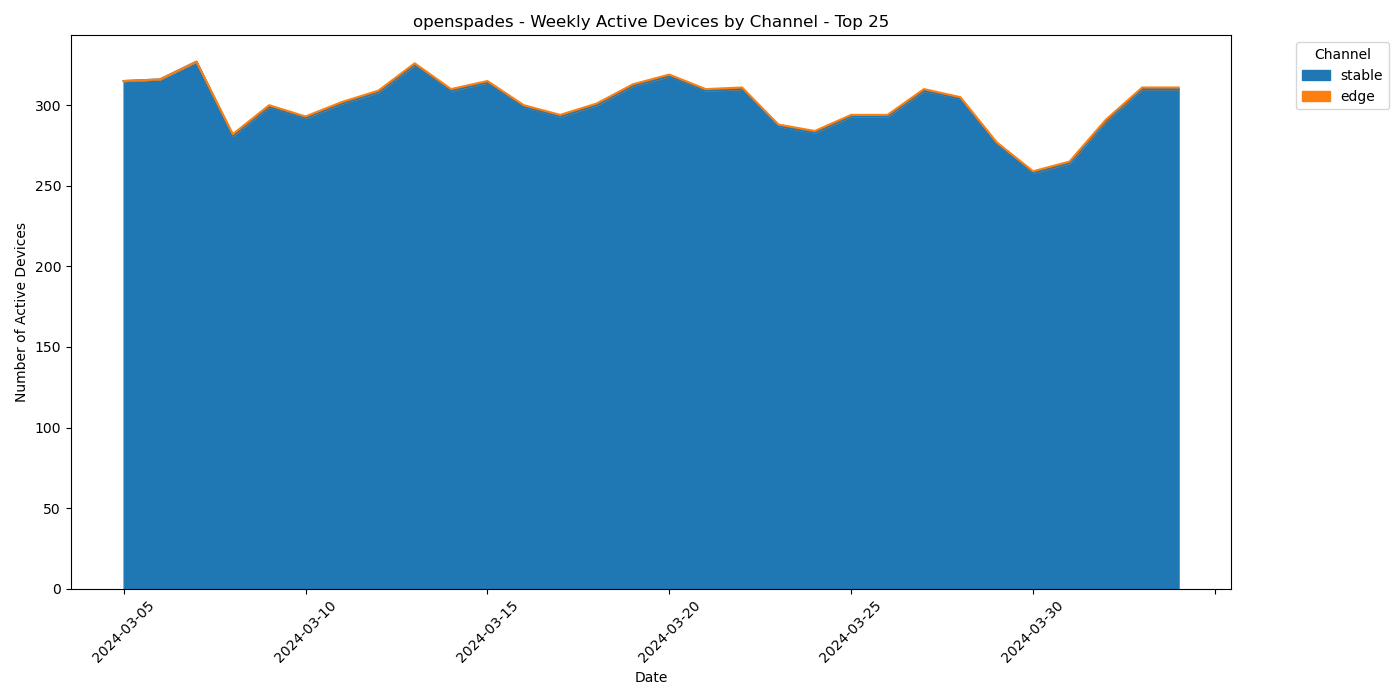 openspades - Weekly Active Devices by Channel - Top 25
Channel
stable
edge
Number of Active Devices
300
250
200
150
100
50
0
2024-03-05
2024-03-10
2024-03-15
2024-03-20
2024-03-25
2024-03-30
Date